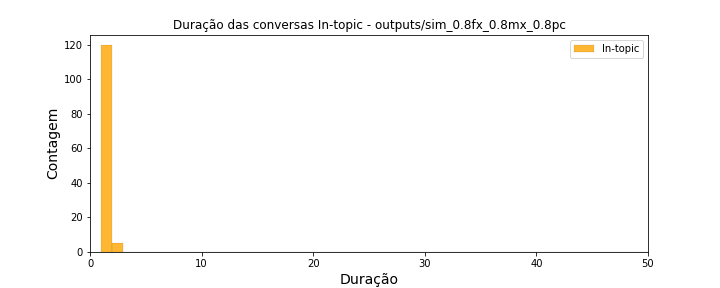 Duração das conversas In-topic - outputs/sim_0.8fx_0.8mx_0.8pc
In-topic
120
100
80
60
40
20
0
Contagem
0 10 20 30 40 50
Duração